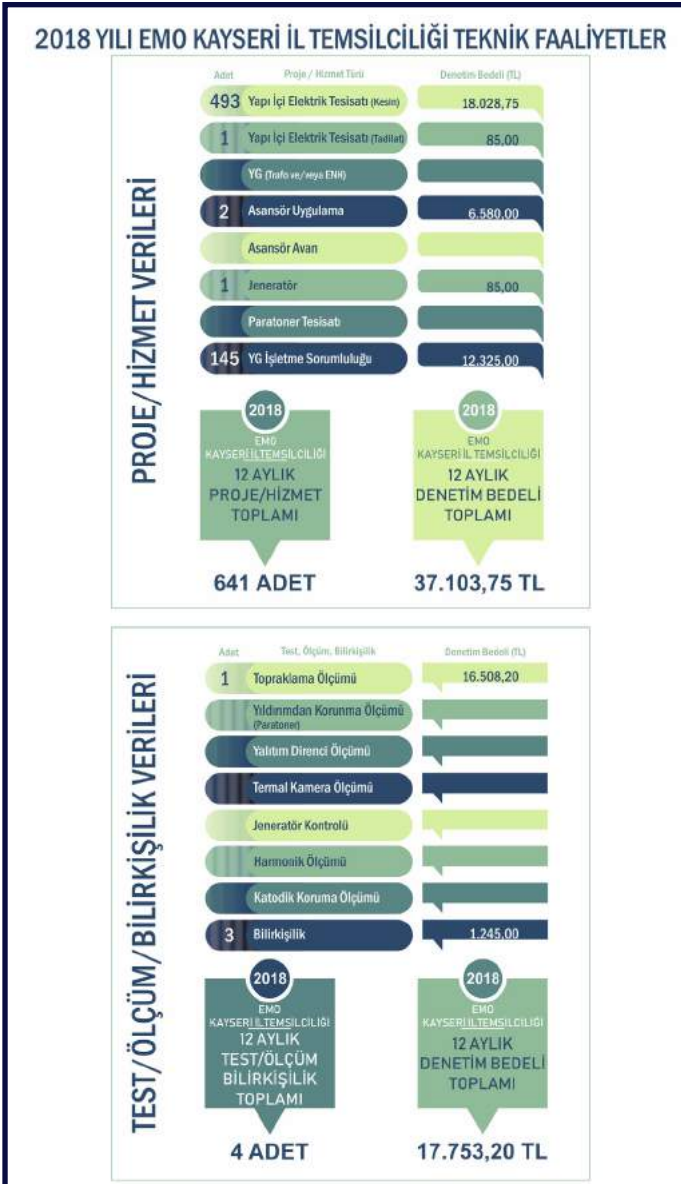 2018 YILI EMO KAYSERİ İL TEMSİLCİLİĞİ TEKNİK FAALİYETLER
PROJE/HİZMET VERİLERİ
Adet Proje / Hizmet Türü Denetim Bedeli (TL)
493 Yapı İçi Elektrik Tesisatı (Kesin) 18.028,75
1 Yapı İçi Elektrik Tesisatı (Tadilat) 85,00
YG (Trafo ve/veya ENH)
2 Asansör Uygulama 6.580,00
Asansör Avan
1 Jeneratör 85,00
Paratoner Tesisatı
145 YG İşletme Sorumluluğu 12.325,00
2018
EMO
KAYSERİ İLTEMSİLCİLİĞİ
12 AYLIK
PROJE/HİZMET
TOPLAMI
641 ADET
2018
EMO
KAYSERİ İL TEMSİLCİLİĞİ
12 AYLIK
DENETİM BEDELİ
TOPLAMI
37.103,75 TL
TEST/ÖLÇÜM/BİLİRKİŞİLİK VERİLERİ
Adet Test, Ölçüm, Bilirkişilik Denetim Bedeli (TL)
1 Topraklama Ölçümü 16.508,20
Yıldırımdan Korunma Ölçümü
(Paratoner)
Yalıtım Direnci Ölçümü
Termal Kamera Ölçümü
Jeneratör Kontrolü
Harmonik Ölçümü
Katodik Koruma Ölçümü
3 Bilirkişilik 1.245,00
2018
EMO
KAYSERİ İLTEMSİLCİLİĞİ
12 AYLIK
TEST/ÖLÇÜM
BİLİRKİŞİLİK
TOPLAMI
4 ADET
2018
EMO
KAYSERİ İLTEMSİLCİLİĞİ
12 AYLIK
DENETİM BEDELİ
TOPLAMI
17.753,20 TL